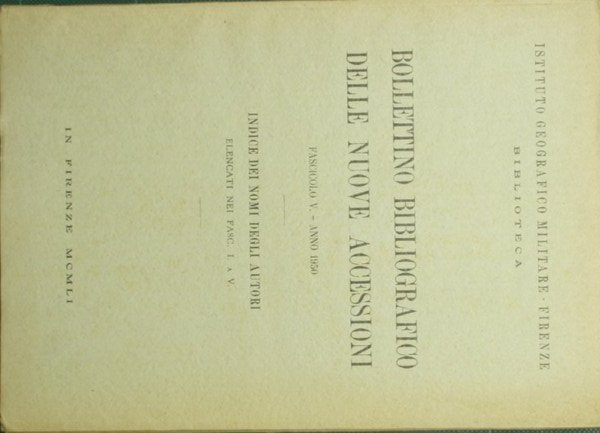 ISTITUTO GEOGRAFICO MILITARE - FIRENZE
BIBLIOTECA
BOLLETTINO BIBLIOGRAFICO
DELLE NUOVE ACCESSIONI
FASCICOLO V. - ANNO 1950
INDICE DEI NOMI DEGLI AUTORI
ELENCATI NEI FASC. I. A V.
IN FIRENZE MCMLI